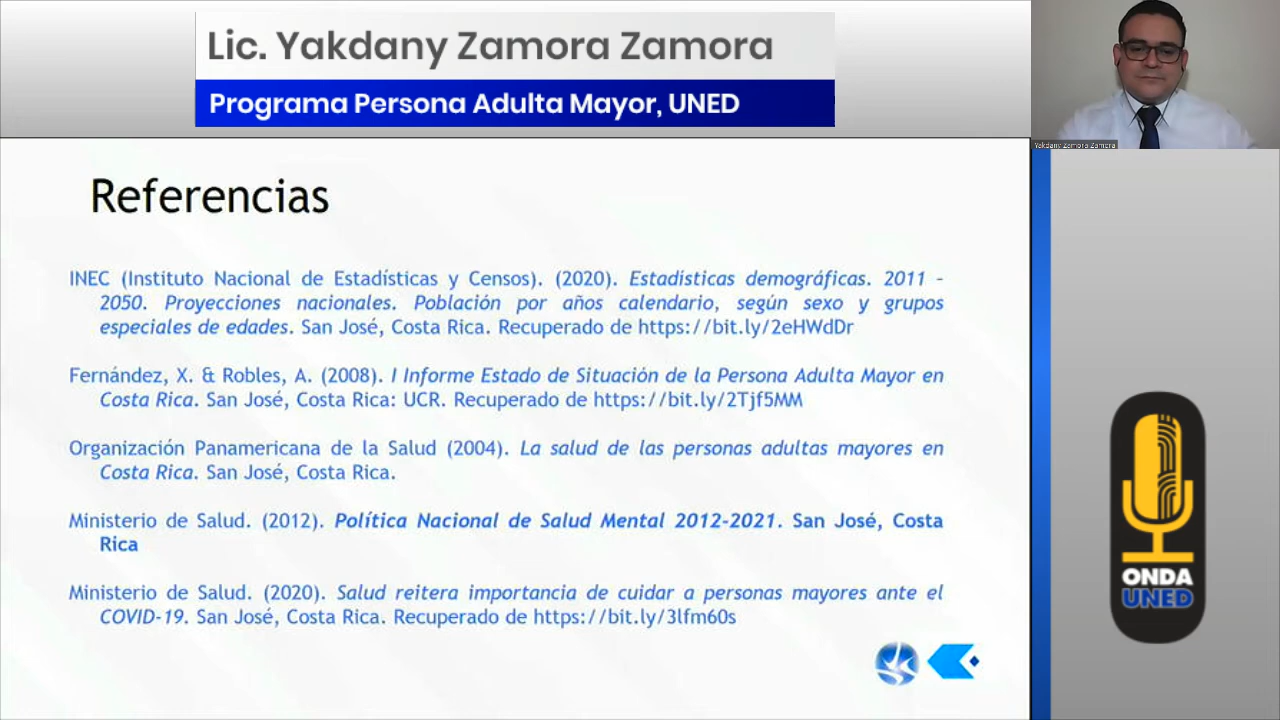 Lic. Yakdany Zamora Zamora
Programa Persona Adulta Mayor, UNED
Yakdany Zamora Zamora
Referencias
INEC (Instituto Nacional de Estadísticas y Censos). (2020). Estadísticas demográficas. 2011 –
2050. Proyecciones nacionales. Población por años calendario, según sexo y grupos
especiales de edades. San José, Costa Rica. Recuperado de https://bit.ly/2eHWdDr
Fernández, X. & Robles, A. (2008). I Informe Estado de Situación de la Persona Adulta Mayor en
Costa Rica. San José, Costa Rica: UCR. Recuperado de https://bit.ly/2Tjf5MM
Organización Panamericana de la Salud (2004). La salud de las personas adultas mayores en
Costa Rica. San José, Costa Rica.
Ministerio de Salud. (2012). Política Nacional de Salud Mental 2012-2021. San José, Costa
Rica
Ministerio de Salud. (2020). Salud reitera importancia de cuidar a personas mayores ante el
COVID-19. San José, Costa Rica. Recuperado de https://bit.ly/3lfm60s
ONDA
UNED